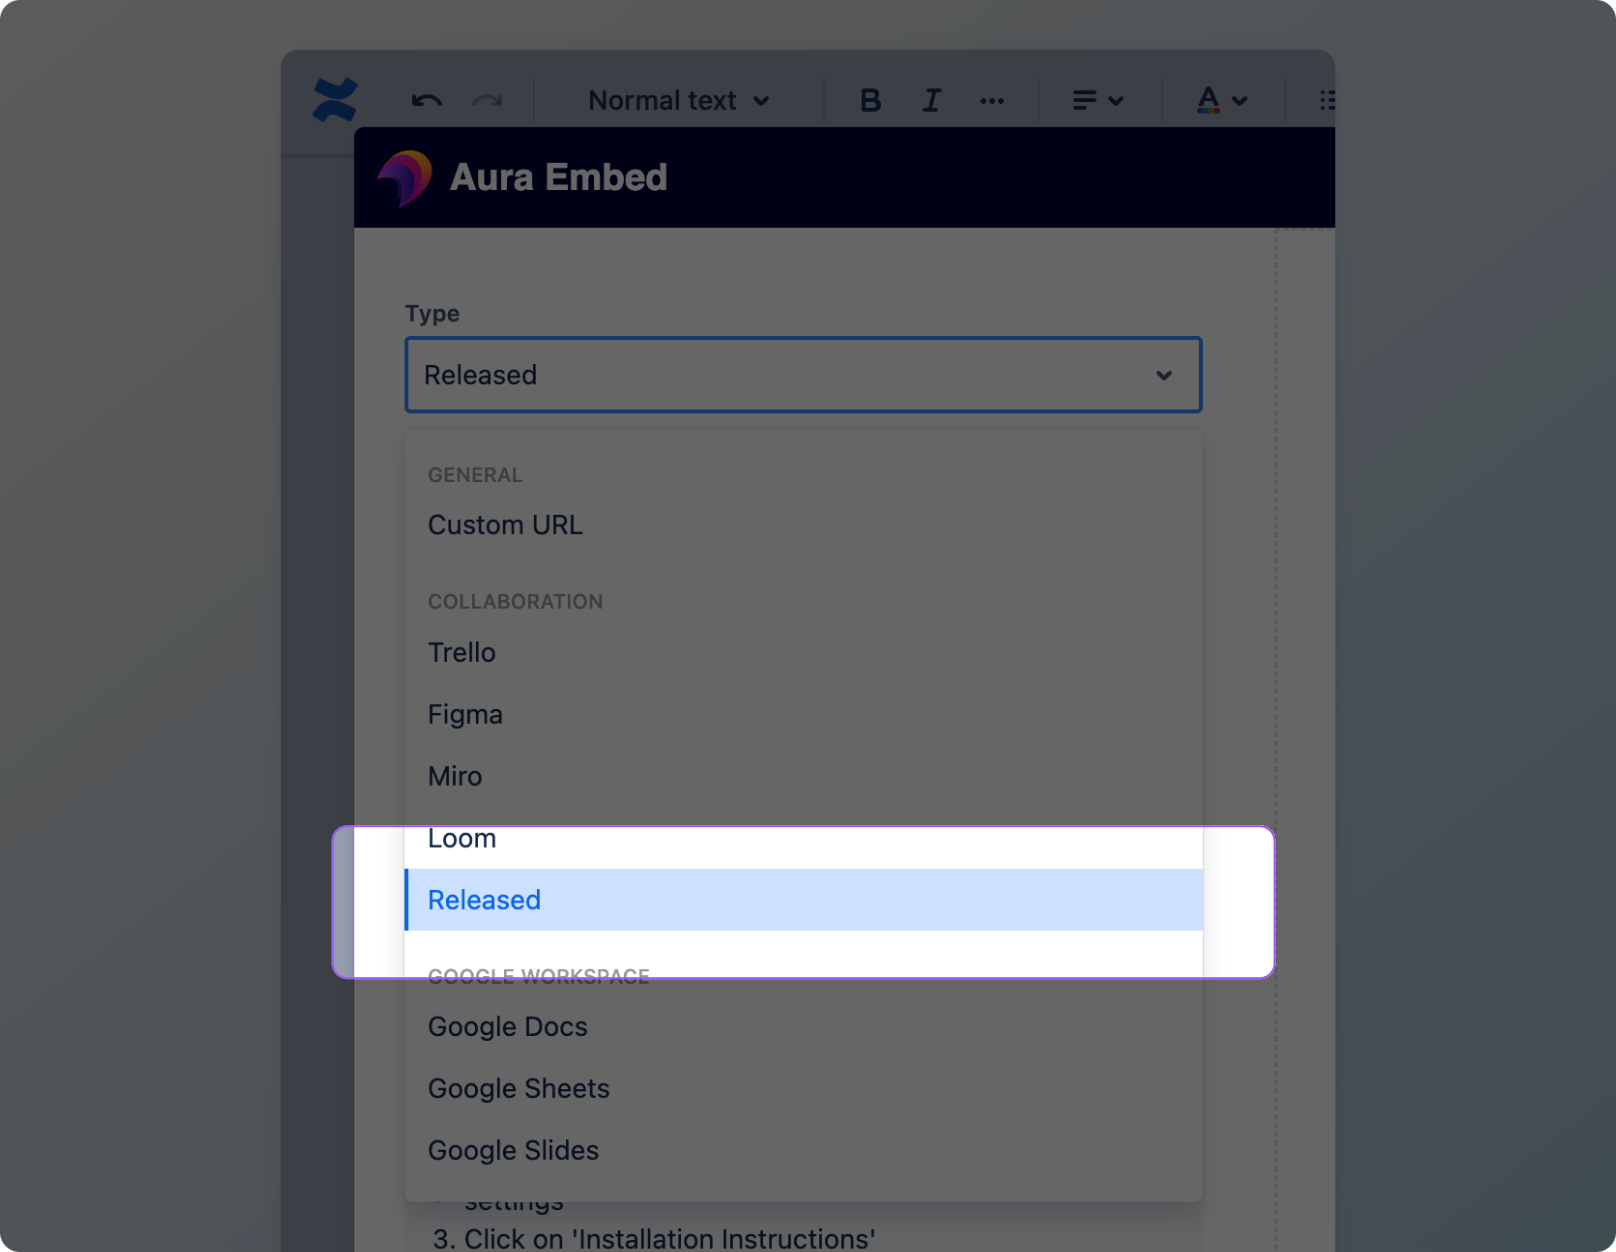 Normal text
B I ...
A
Aura Embed
Type
Released
GENERAL
Custom URL
COLLABORATION
Trello
Figma
Miro
Loom
Released
GOOGLE WORKSPACE
Google Docs
Google Sheets
Google Slides
settings
3. Click on 'Installation Instructions'